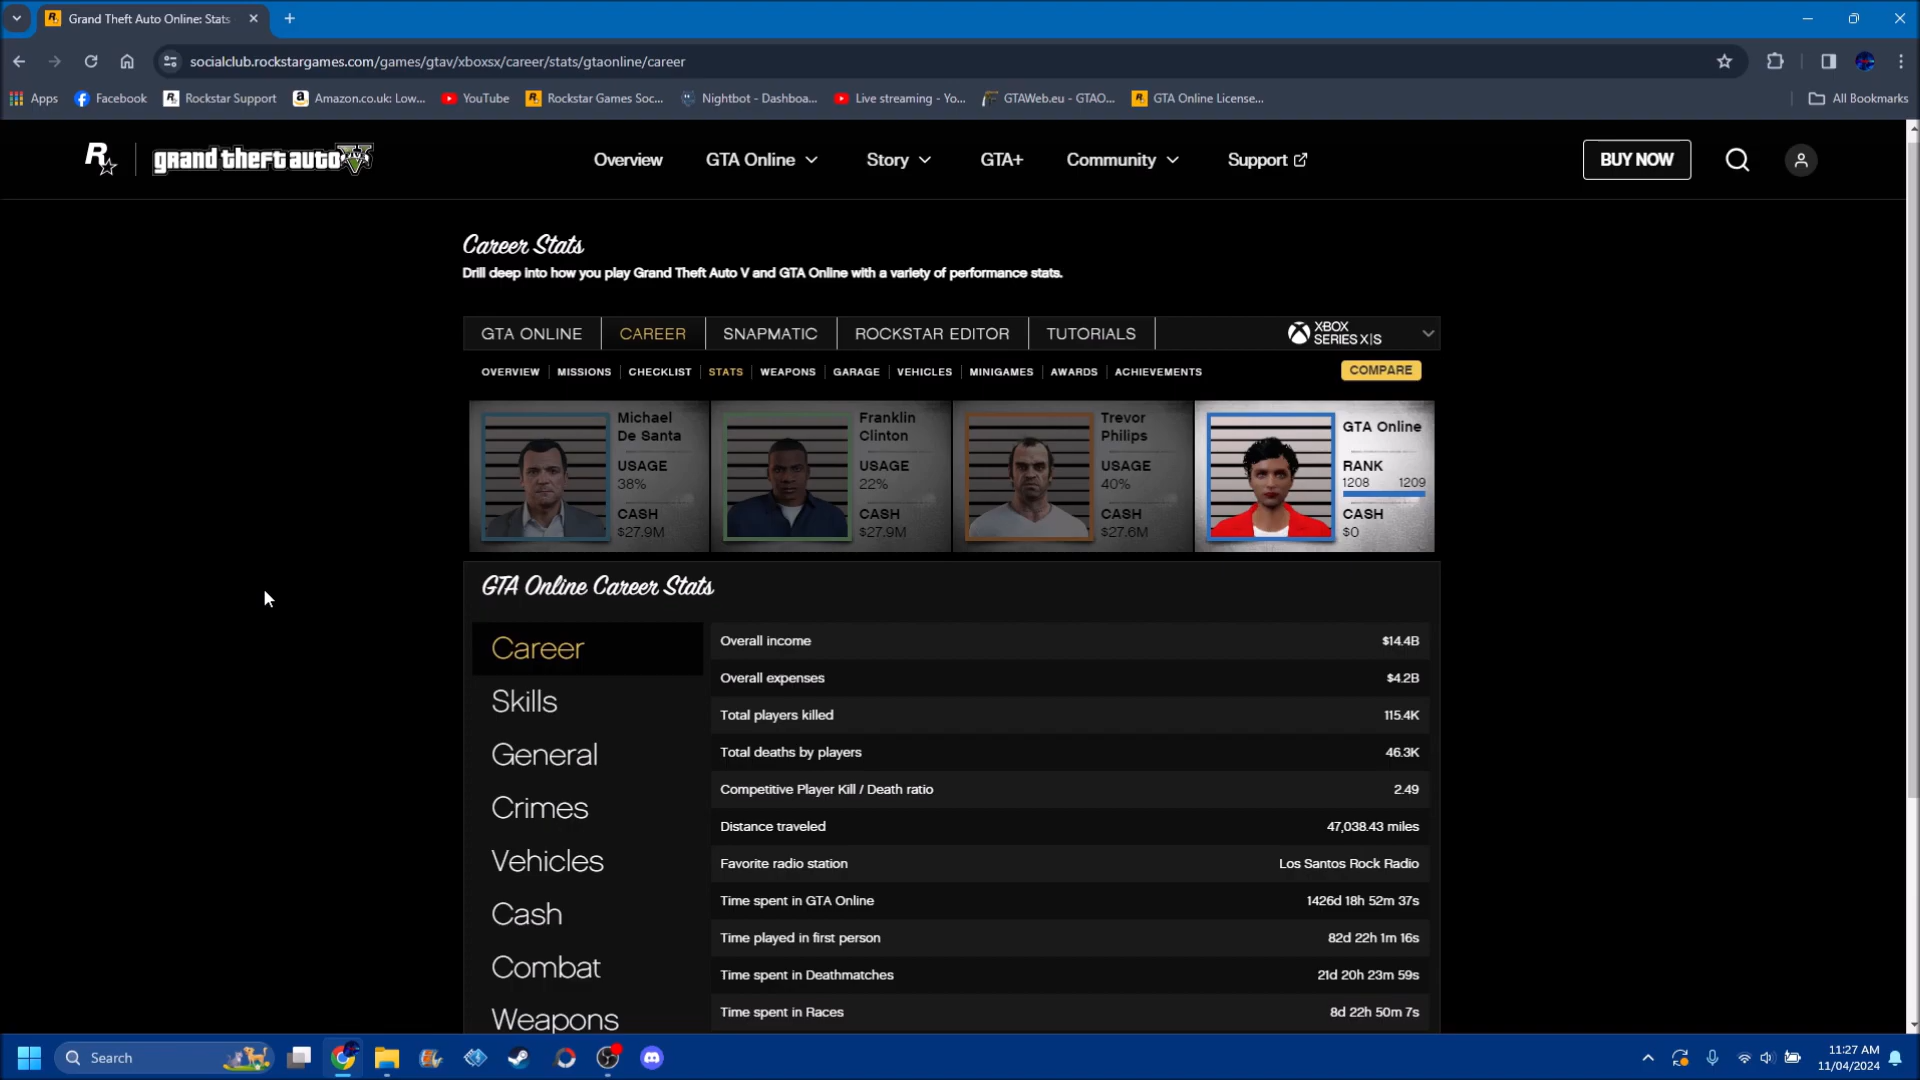 Grand Theft Auto Online: Stats
socialclub.rockstargames.com/games/gtav/xboxsx/career/stats/gtaonline/career
Apps Facebook Rockstar Support Amazon.co.uk: Low... YouTube Rockstar Games Soc... Nightbot - Dashboa... Live streaming - Yo... GTAWeb.eu - GTAO... GTA Online License... All Bookmarks
R grand theft auto V Overview GTA Online Story GTA+ Community Support BUY NOW
Career Stats
Drill deep into how you play Grand Theft Auto V and GTA Online with a variety of performance stats.
GTA ONLINE CAREER SNAPMATIC ROCKSTAR EDITOR TUTORIALS XBOX SERIES X|S
OVERVIEW MISSIONS CHECKLIST STATS WEAPONS GARAGE VEHICLES MINIGAMES AWARDS ACHIEVEMENTS COMPARE
Michael
De Santa
USAGE
38%
CASH
$27.9M
Franklin
Clinton
USAGE
22%
CASH
$27.9M
Trevor
Philips
USAGE
40%
CASH
$27.6M
GTA Online
RANK
1208 1209
CASH
$0
GTA Online Career Stats
Career
Skills
General
Crimes
Vehicles
Cash
Combat
Weapons
Overall income $14.4B
Overall expenses $4.2B
Total players killed 115.4K
Total deaths by players 46.3K
Competitive Player Kill / Death ratio 2.49
Distance traveled 47,038.43 miles
Favorite radio station Los Santos Rock Radio
Time spent in GTA Online 1426d 18h 52m 37s
Time played in first person 82d 22h 1m 16s
Time spent in Deathmatches 21d 20h 23m 59s
Time spent in Races 8d 22h 50m 7s
Search
11:27 AM
11/04/2024